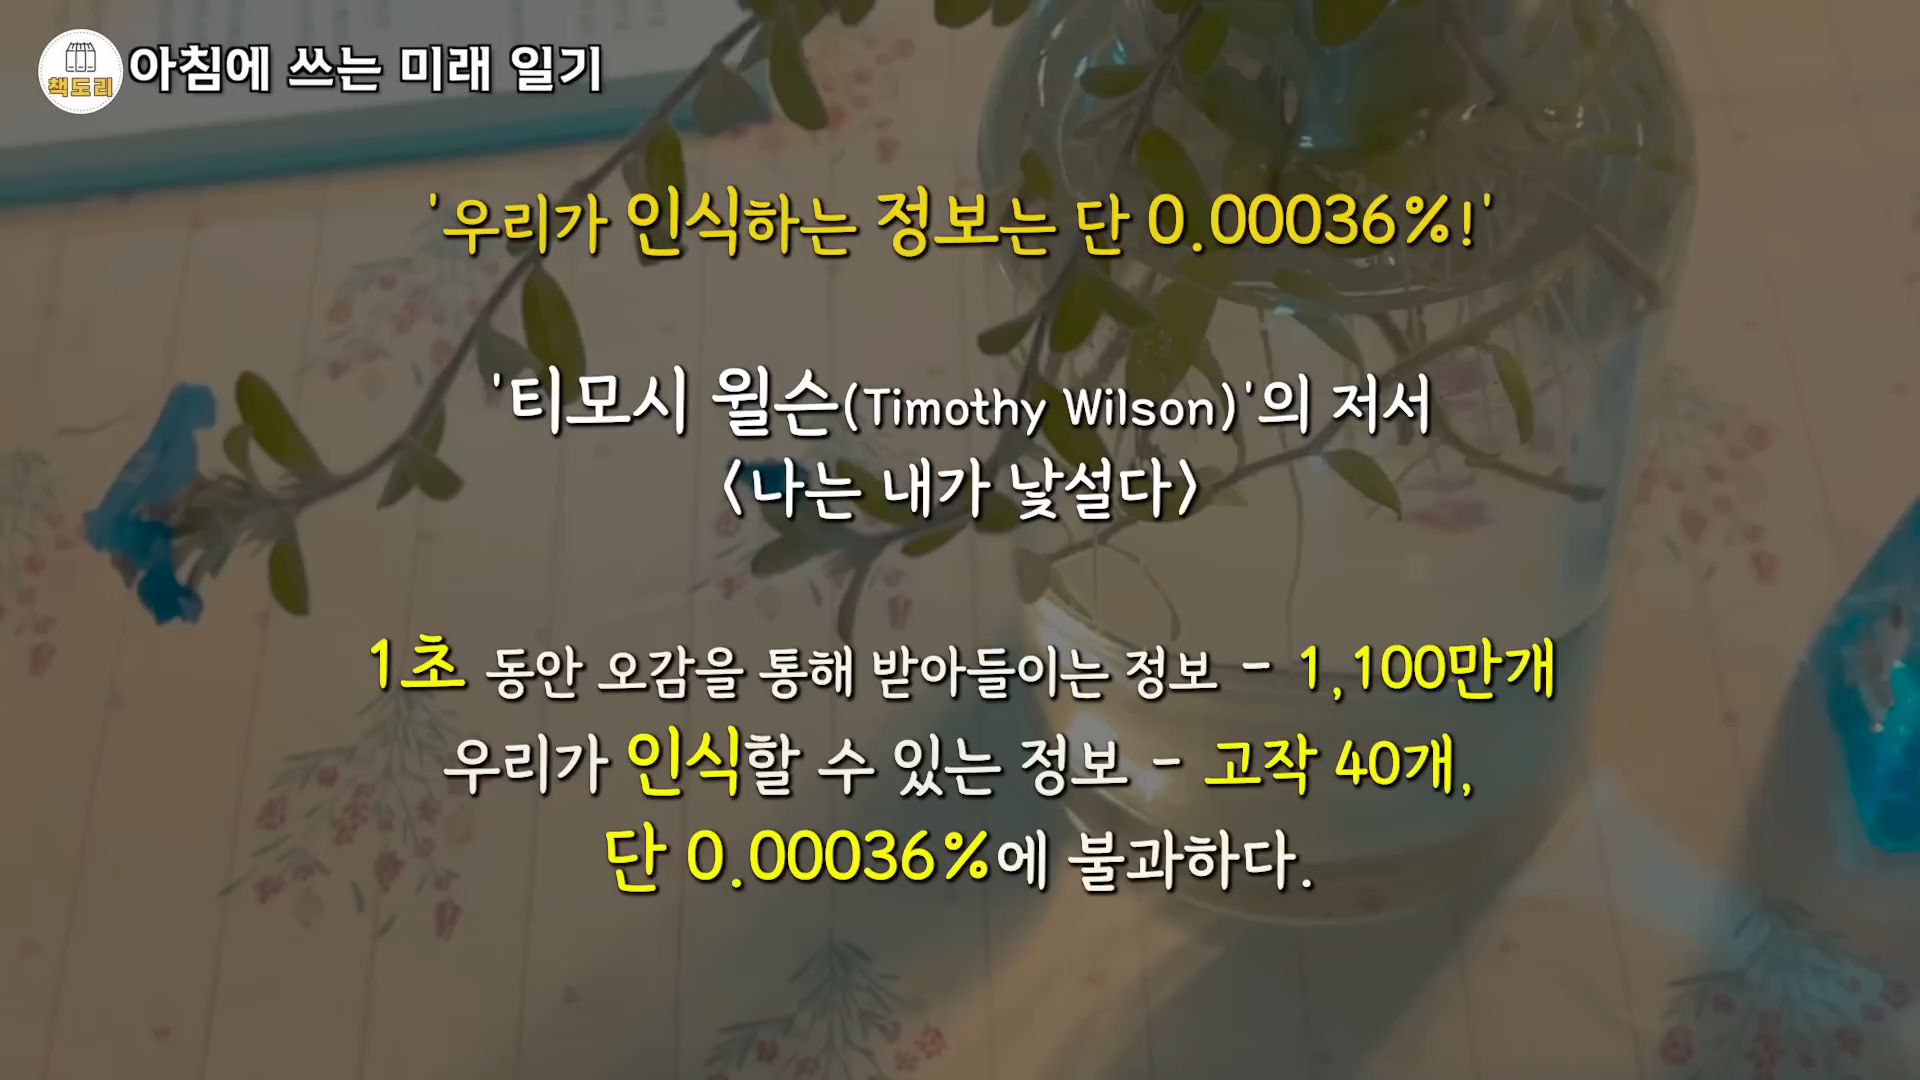 책도리
아침에 쓰는 미래 일기
'우리가 인식하는 정보는 단 0.00036%!'
'티모시 윌슨(Timothy Wilson)'의 저서
<나는 내가 낯설다>
1초 동안 오감을 통해 받아들이는 정보 - 1,100만개
우리가 인식할 수 있는 정보 - 고작 40개,
단 0.00036%에 불과하다.